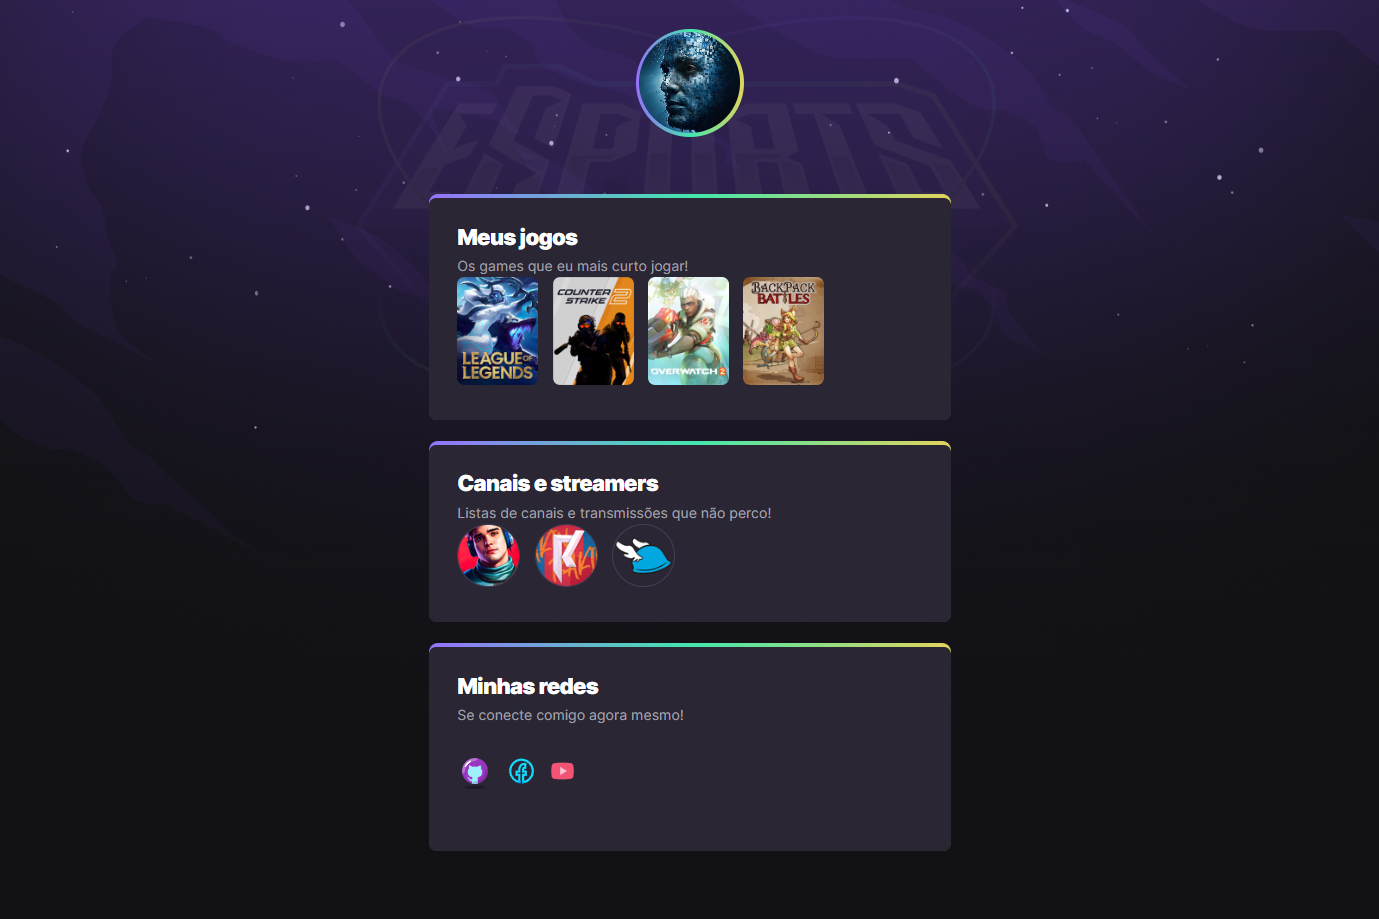 ESPORTS
Meus jogos
Os games que eu mais curto jogar!
LEAGUE OF
LEGENDS
COUNTER
STRIKE 2
OVERWATCH 2
BACKPACK
BATTLES
Canais e streamers
Listas de canais e transmissões que não perco!
Minhas redes
Se conecte comigo agora mesmo!